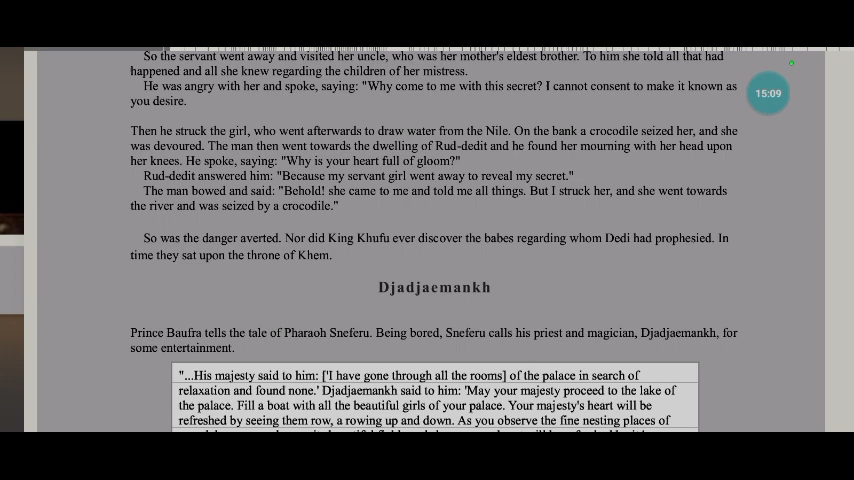 So the servant went away and visited her uncle, who was her mother's eldest brother. To him she told all that had
happened and all she knew regarding the children of her mistress.
He was angry with her and spoke, saying: "Why come to me with this secret? I cannot consent to make it known as
you desire.
15:09
Then he struck the girl, who went afterwards to draw water from the Nile. On the bank a crocodile seized her, and she
was devoured. The man then went towards the dwelling of Rud-dedit and he found her mourning with her head upon
her knees. He spoke, saying: "Why is your heart full of gloom?"
Rud-dedit answered him: "Because my servant girl went away to reveal my secret."
The man bowed and said: "Behold! she came to me and told me all things. But I struck her, and she went towards
the river and was seized by a crocodile."
So was the danger averted. Nor did King Khufu ever discover the babes regarding whom Dedi had prophesied. In
time they sat upon the throne of Khem.
Djadjaemankh
Prince Baufra tells the tale of Pharaoh Sneferu. Being bored, Sneferu calls his priest and magician, Djadjaemankh, for
some entertainment.
"...His majesty said to him: ['I have gone through all the rooms] of the palace in search of
relaxation and found none.' Djadjaemankh said to him: 'May your majesty proceed to the lake of
the palace. Fill a boat with all the beautiful girls of your palace. Your majesty's heart will be
refreshed by seeing them row, a rowing up and down. As you observe the fine nesting places of